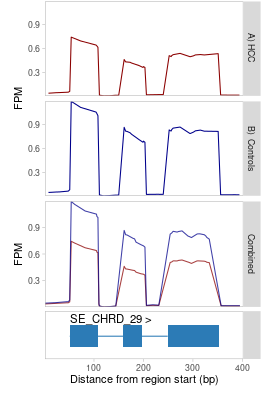 0.9
0.6
0.3
A) HCC
FPM
0.9
0.6
0.3
B) Controls
0.9
0.6
0.3
FPM
Combined
SE_CHRD_29 >
100
200
300
400
Distance from region start (bp)